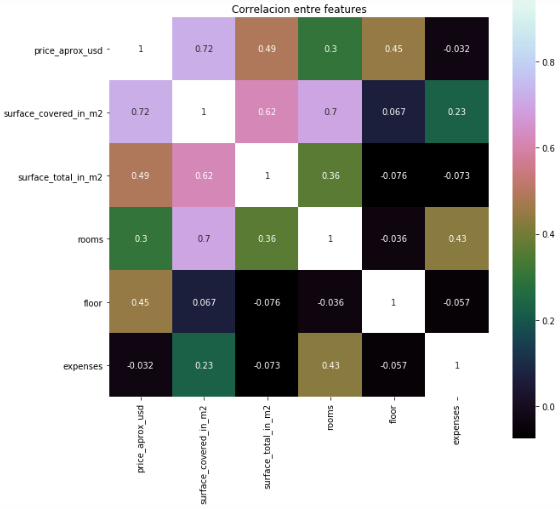 Correlacion entre features
price_aprox_usd 1 0.72 0.49 0.3 0.45 -0.032
surface_covered_in_m2 0.72 1 0.62 0.7 0.067 0.23
surface_total_in_m2 0.49 0.62 1 0.36 -0.076 -0.073
rooms 0.3 0.7 0.36 1 -0.036 0.43
floor 0.45 0.067 -0.076 -0.036 1 -0.057
expenses -0.032 0.23 -0.073 0.43 -0.057 1
price_aprox_usd
surface_covered_in_m2
surface_total_in_m2
rooms
floor
expenses
0.8
0.6
0.4
0.2
0.0